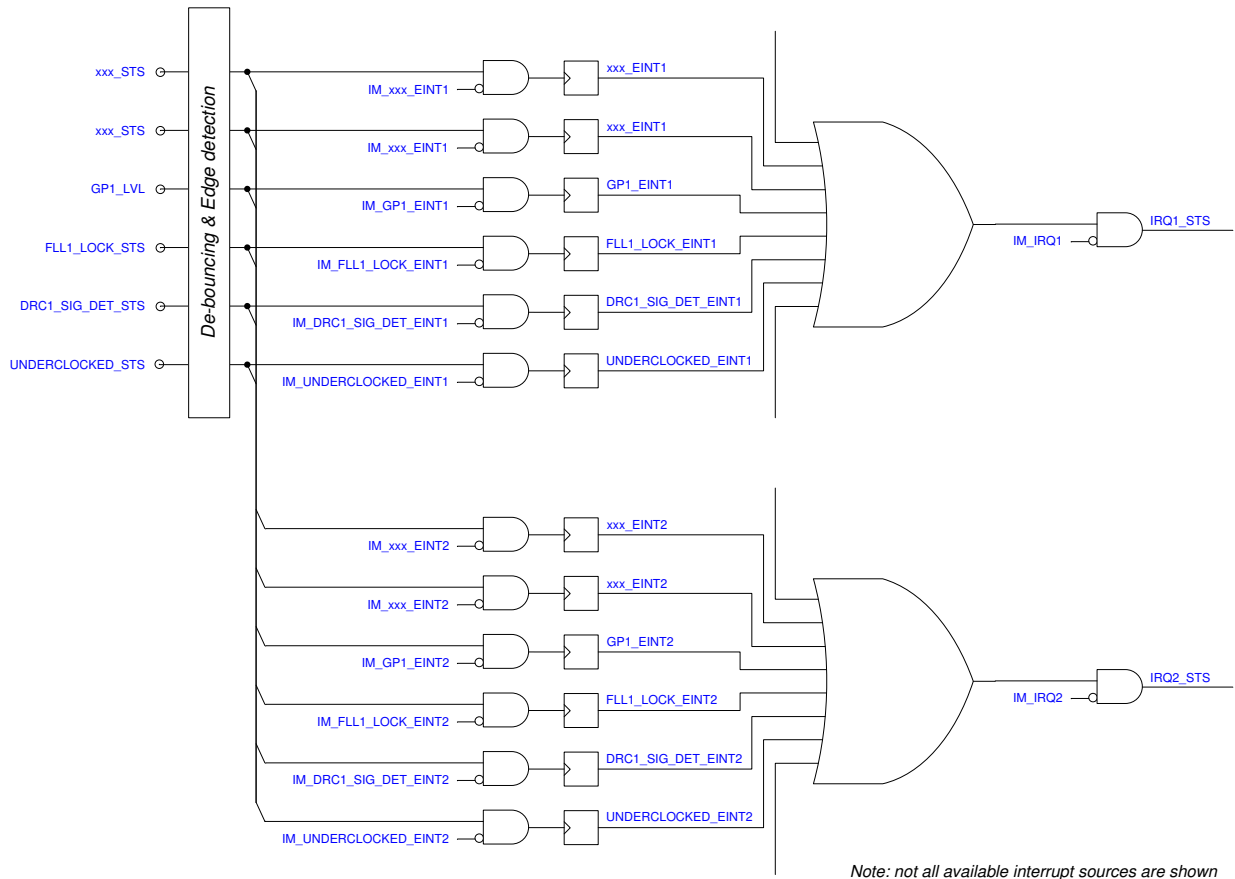 De-bouncing & Edge detection
xxx_STS
xxx_STS
GP1_LVL
FLL1_LOCK_STS
DRC1_SIG_DET_STS
UNDERCLOCKED_STS
IM_xxx_EINT1
xxx_EINT1
IM_xxx_EINT1
xxx_EINT1
IM_GP1_EINT1
GP1_EINT1
IM_FLL1_LOCK_EINT1
FLL1_LOCK_EINT1
IM_DRC1_SIG_DET_EINT1
DRC1_SIG_DET_EINT1
IM_UNDERCLOCKED_EINT1
UNDERCLOCKED_EINT1
IM_IRQ1
IRQ1_STS
IM_xxx_EINT2
xxx_EINT2
IM_xxx_EINT2
xxx_EINT2
IM_GP1_EINT2
GP1_EINT2
IM_FLL1_LOCK_EINT2
FLL1_LOCK_EINT2
IM_DRC1_SIG_DET_EINT2
DRC1_SIG_DET_EINT2
IM_UNDERCLOCKED_EINT2
UNDERCLOCKED_EINT2
IM_IRQ2
IRQ2_STS
Note: not all available interrupt sources are shown